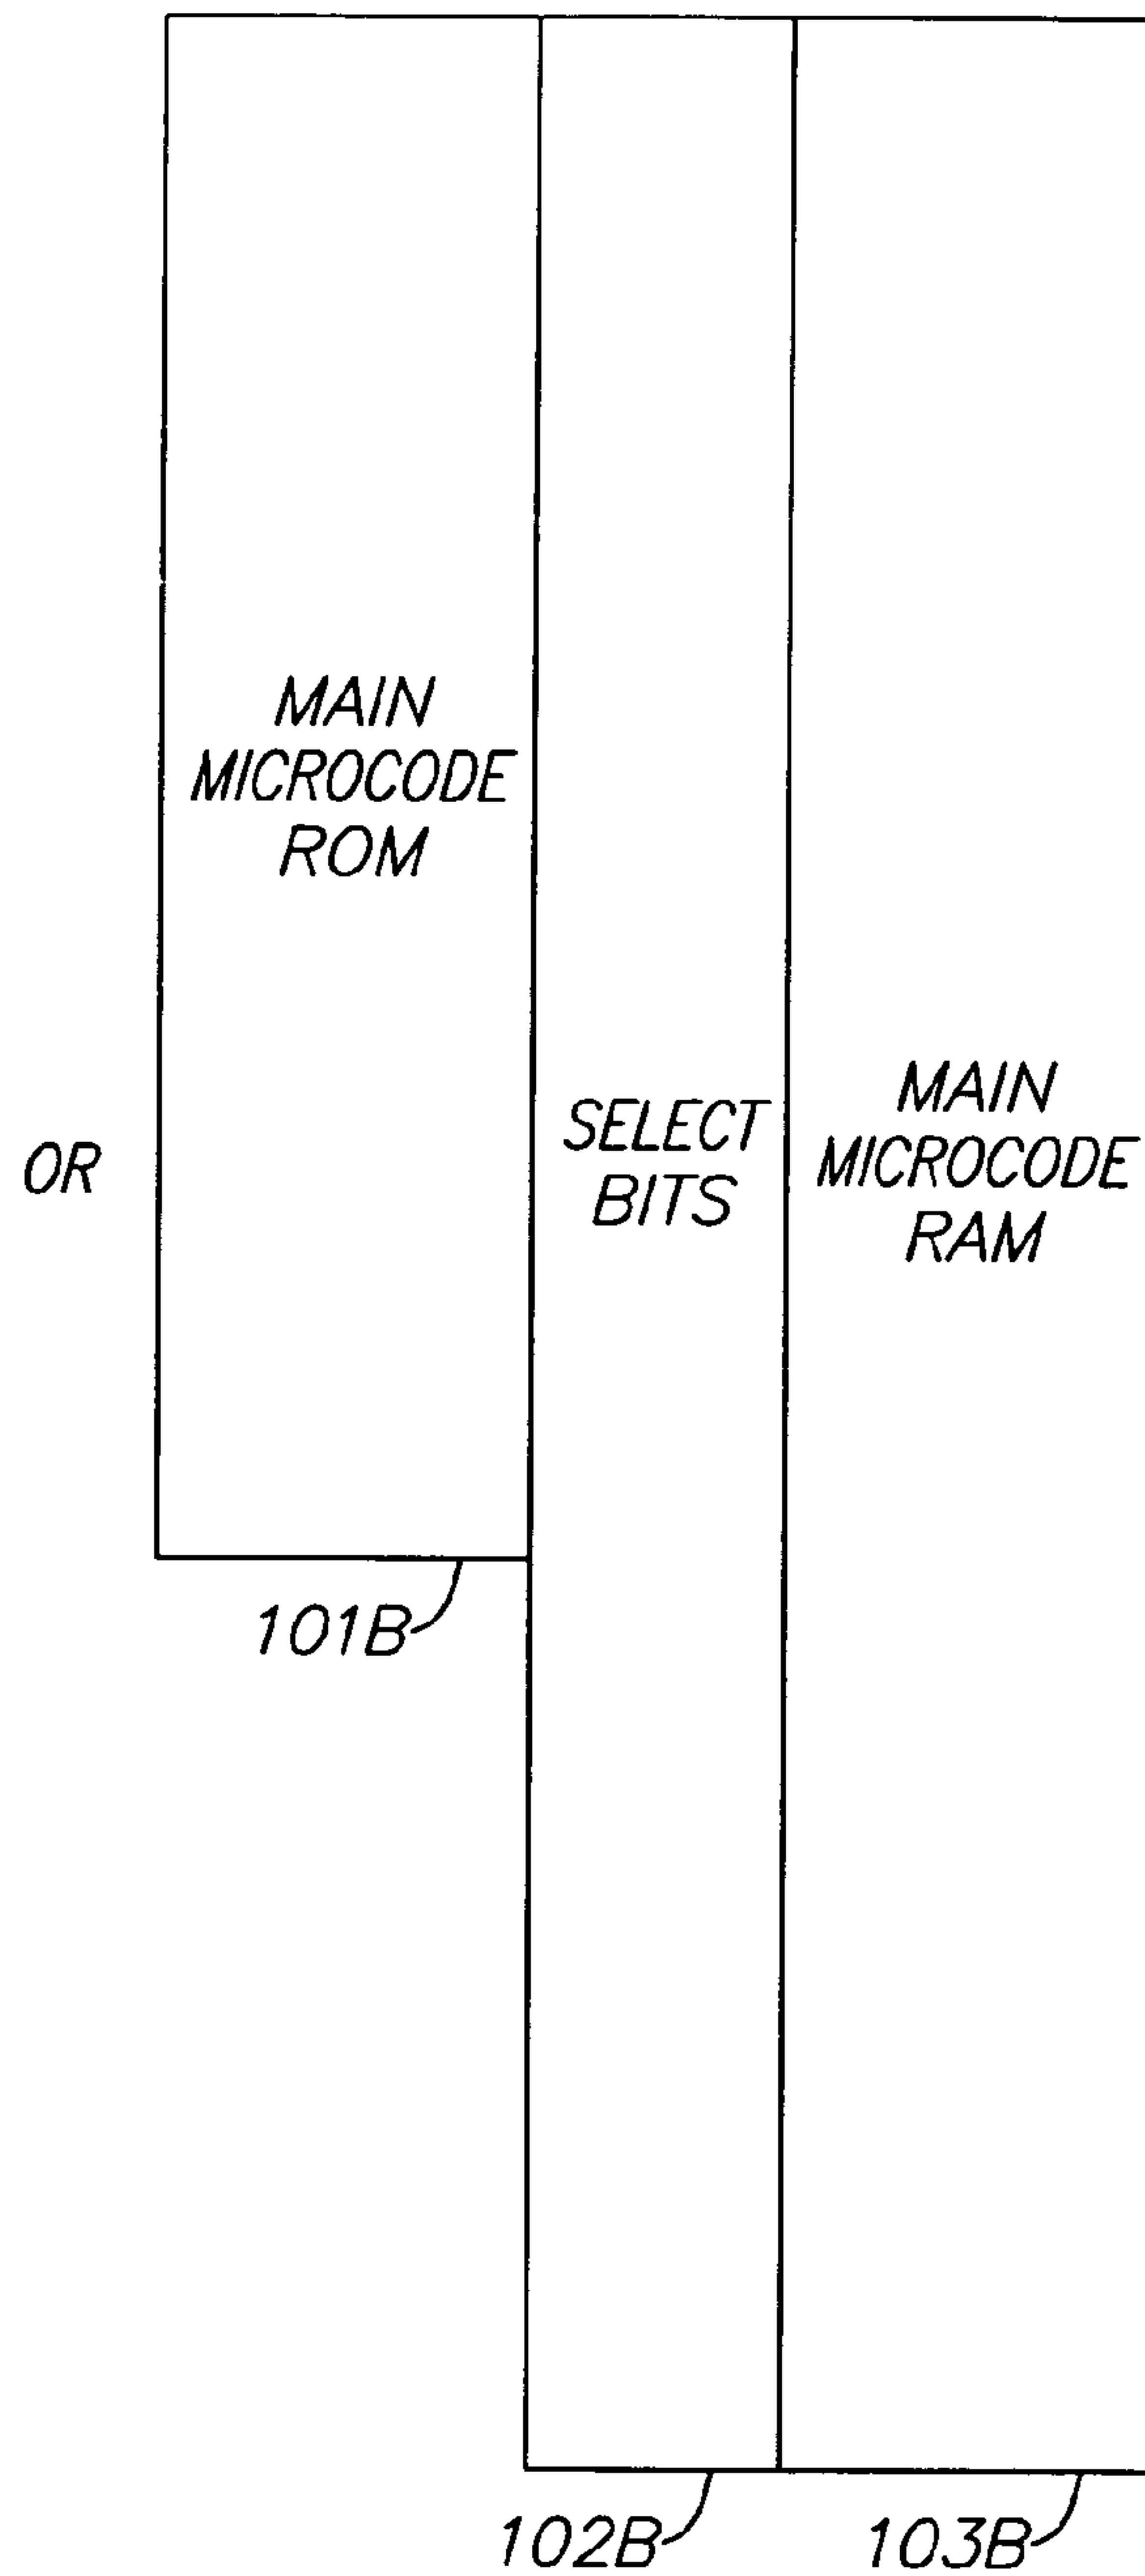 MAIN
MICROCODE
ROM
OR
SELECT
BITS
MAIN
MICROCODE
RAM
101B
102B
103B